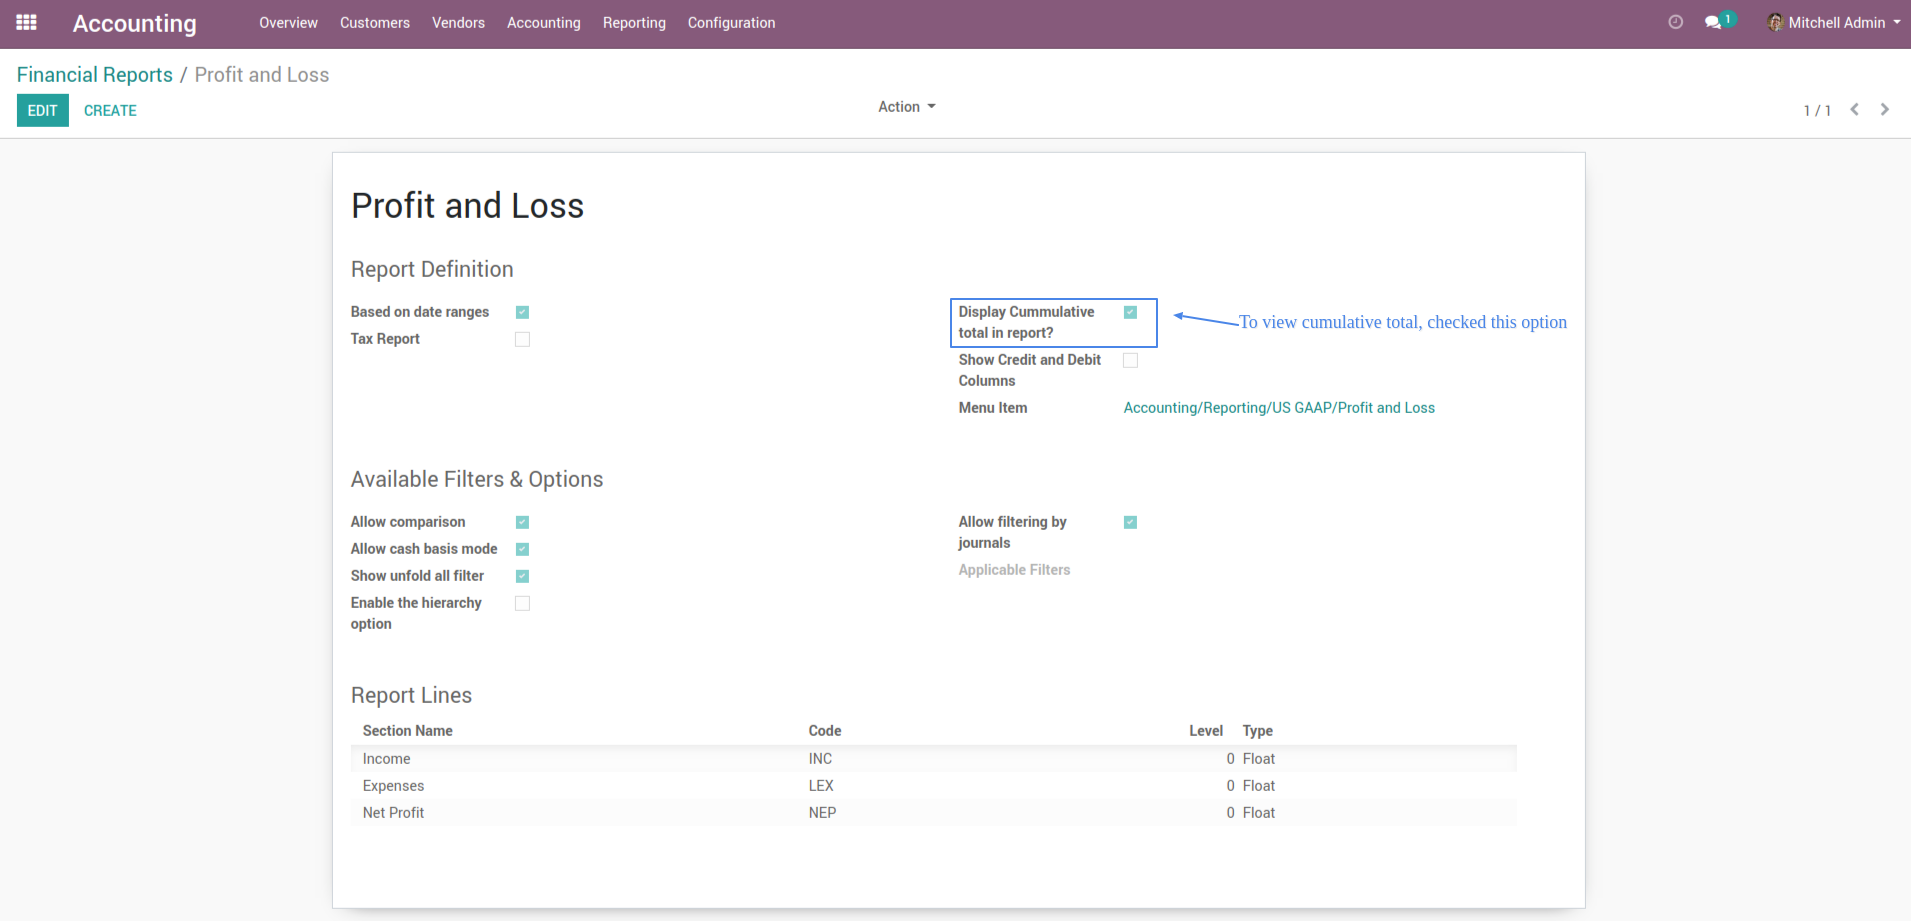 Accounting Overview Customers Vendors Accounting Reporting Configuration 1 Mitchell Admin
Financial Reports / Profit and Loss
EDIT CREATE Action 1 / 1
Profit and Loss
Report Definition
Based on date ranges
Tax Report
Display Cummulative
total in report?
To view cumulative total, checked this option
Show Credit and Debit
Columns
Menu Item Accounting/Reporting/US GAAP/Profit and Loss
Available Filters & Options
Allow comparison
Allow cash basis mode
Show unfold all filter
Enable the hierarchy
option
Allow filtering by
journals
Applicable Filters
Report Lines
Section Name Code Level Type
Income INC 0 Float
Expenses LEX 0 Float
Net Profit NEP 0 Float